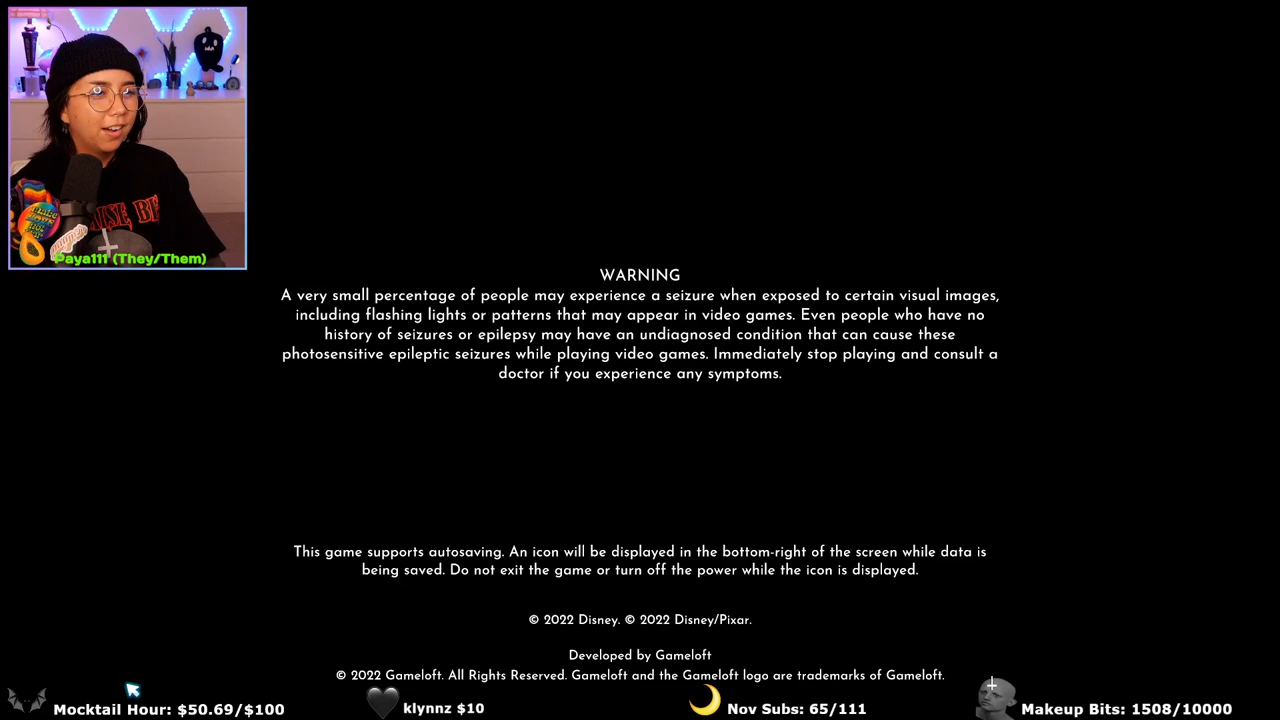 Paya111 (They/Them)
WARNING
A very small percentage of people may experience a seizure when exposed to certain visual images,
including flashing lights or patterns that may appear in video games. Even people who have no
history of seizures or epilepsy may have an undiagnosed condition that can cause these
photosensitive epileptic seizures while playing video games. Immediately stop playing and consult a
doctor if you experience any symptoms.
This game supports autosaving. An icon will be displayed in the bottom-right of the screen while data is
being saved. Do not exit the game or turn off the power while the icon is displayed.
© 2022 Disney. © 2022 Disney/Pixar.
Developed by Gameloft
© 2022 Gameloft. All Rights Reserved. Gameloft and the Gameloft logo are trademarks of Gameloft.
Mocktail Hour: $50.69/$100
klynnz $10
Nov Subs: 65/111
Makeup Bits: 1508/10000